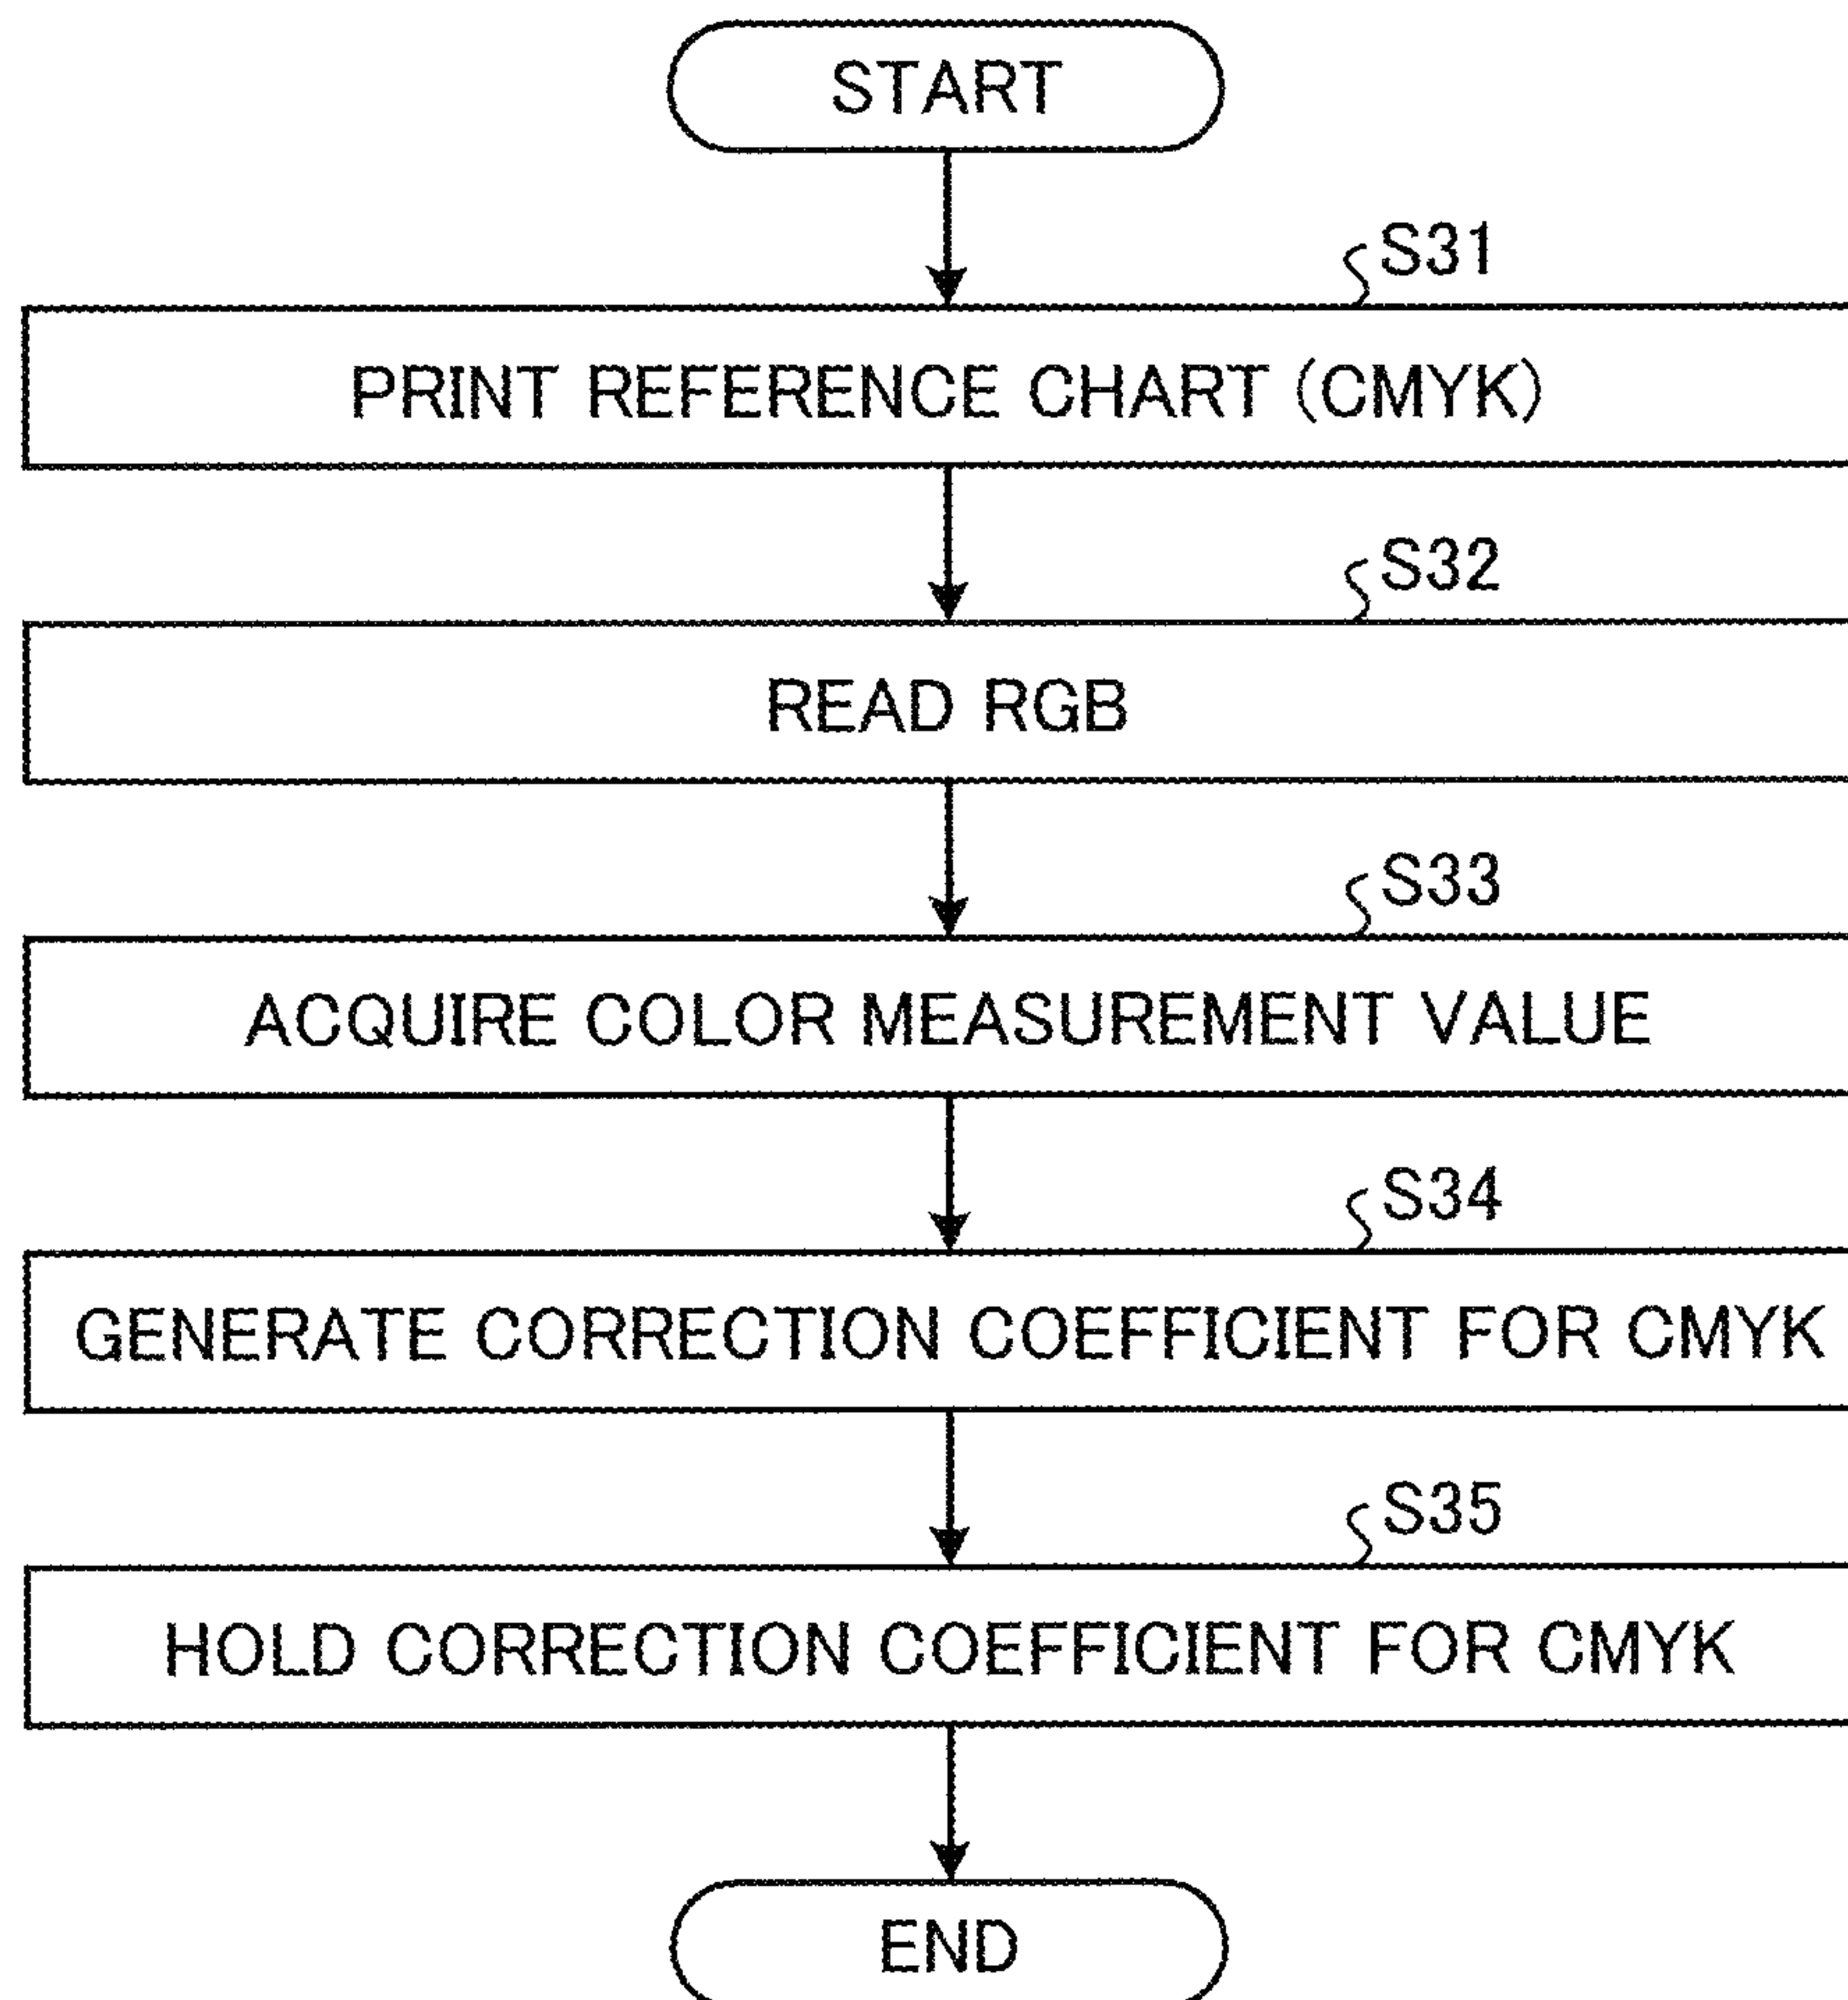 START
S31
PRINT REFERENCE CHART (CMYK)
S32
READ RGB
S33
ACQUIRE COLOR MEASUREMENT VALUE
S34
GENERATE CORRECTION COEFFICIENT FOR CMYK
S35
HOLD CORRECTION COEFFICIENT FOR CMYK
END